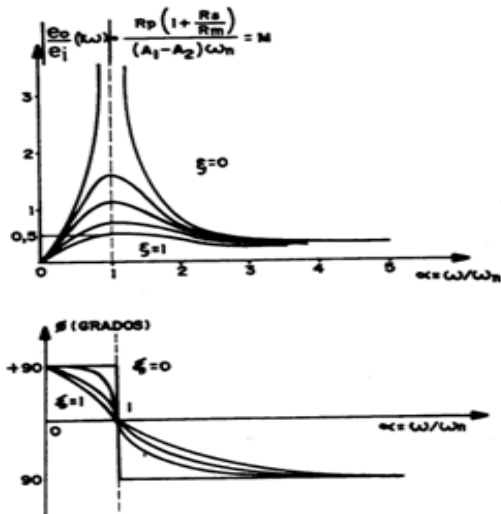 e₀/eᵢ (ω) Rp (1 + Rs/Rm) / (A₁-A₂)ωₙ = M
3
2
ξ=0
1
0,5
ξ=1
0 1 2 3 4 5
α=ω/ωₙ
ø (GRADOS)
+90
ξ=0
ξ=1
1
0
α=ω/ωₙ
90